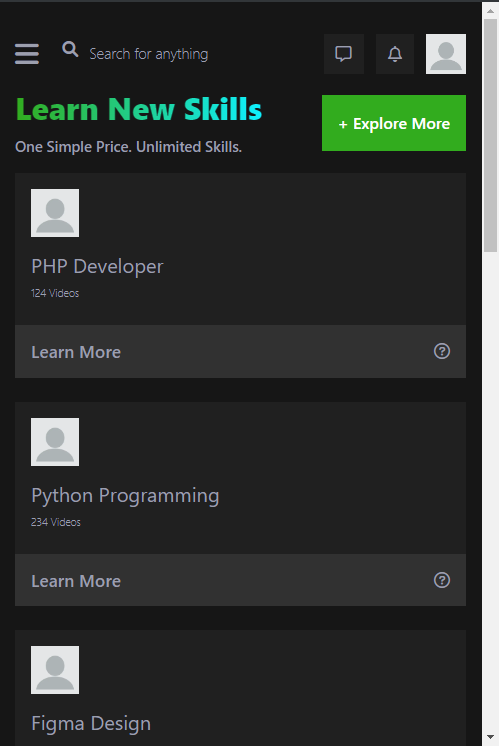 Search for anything
Learn New Skills
One Simple Price. Unlimited Skills.
+ Explore More
PHP Developer
124 Videos
Learn More
Python Programming
234 Videos
Learn More
Figma Design